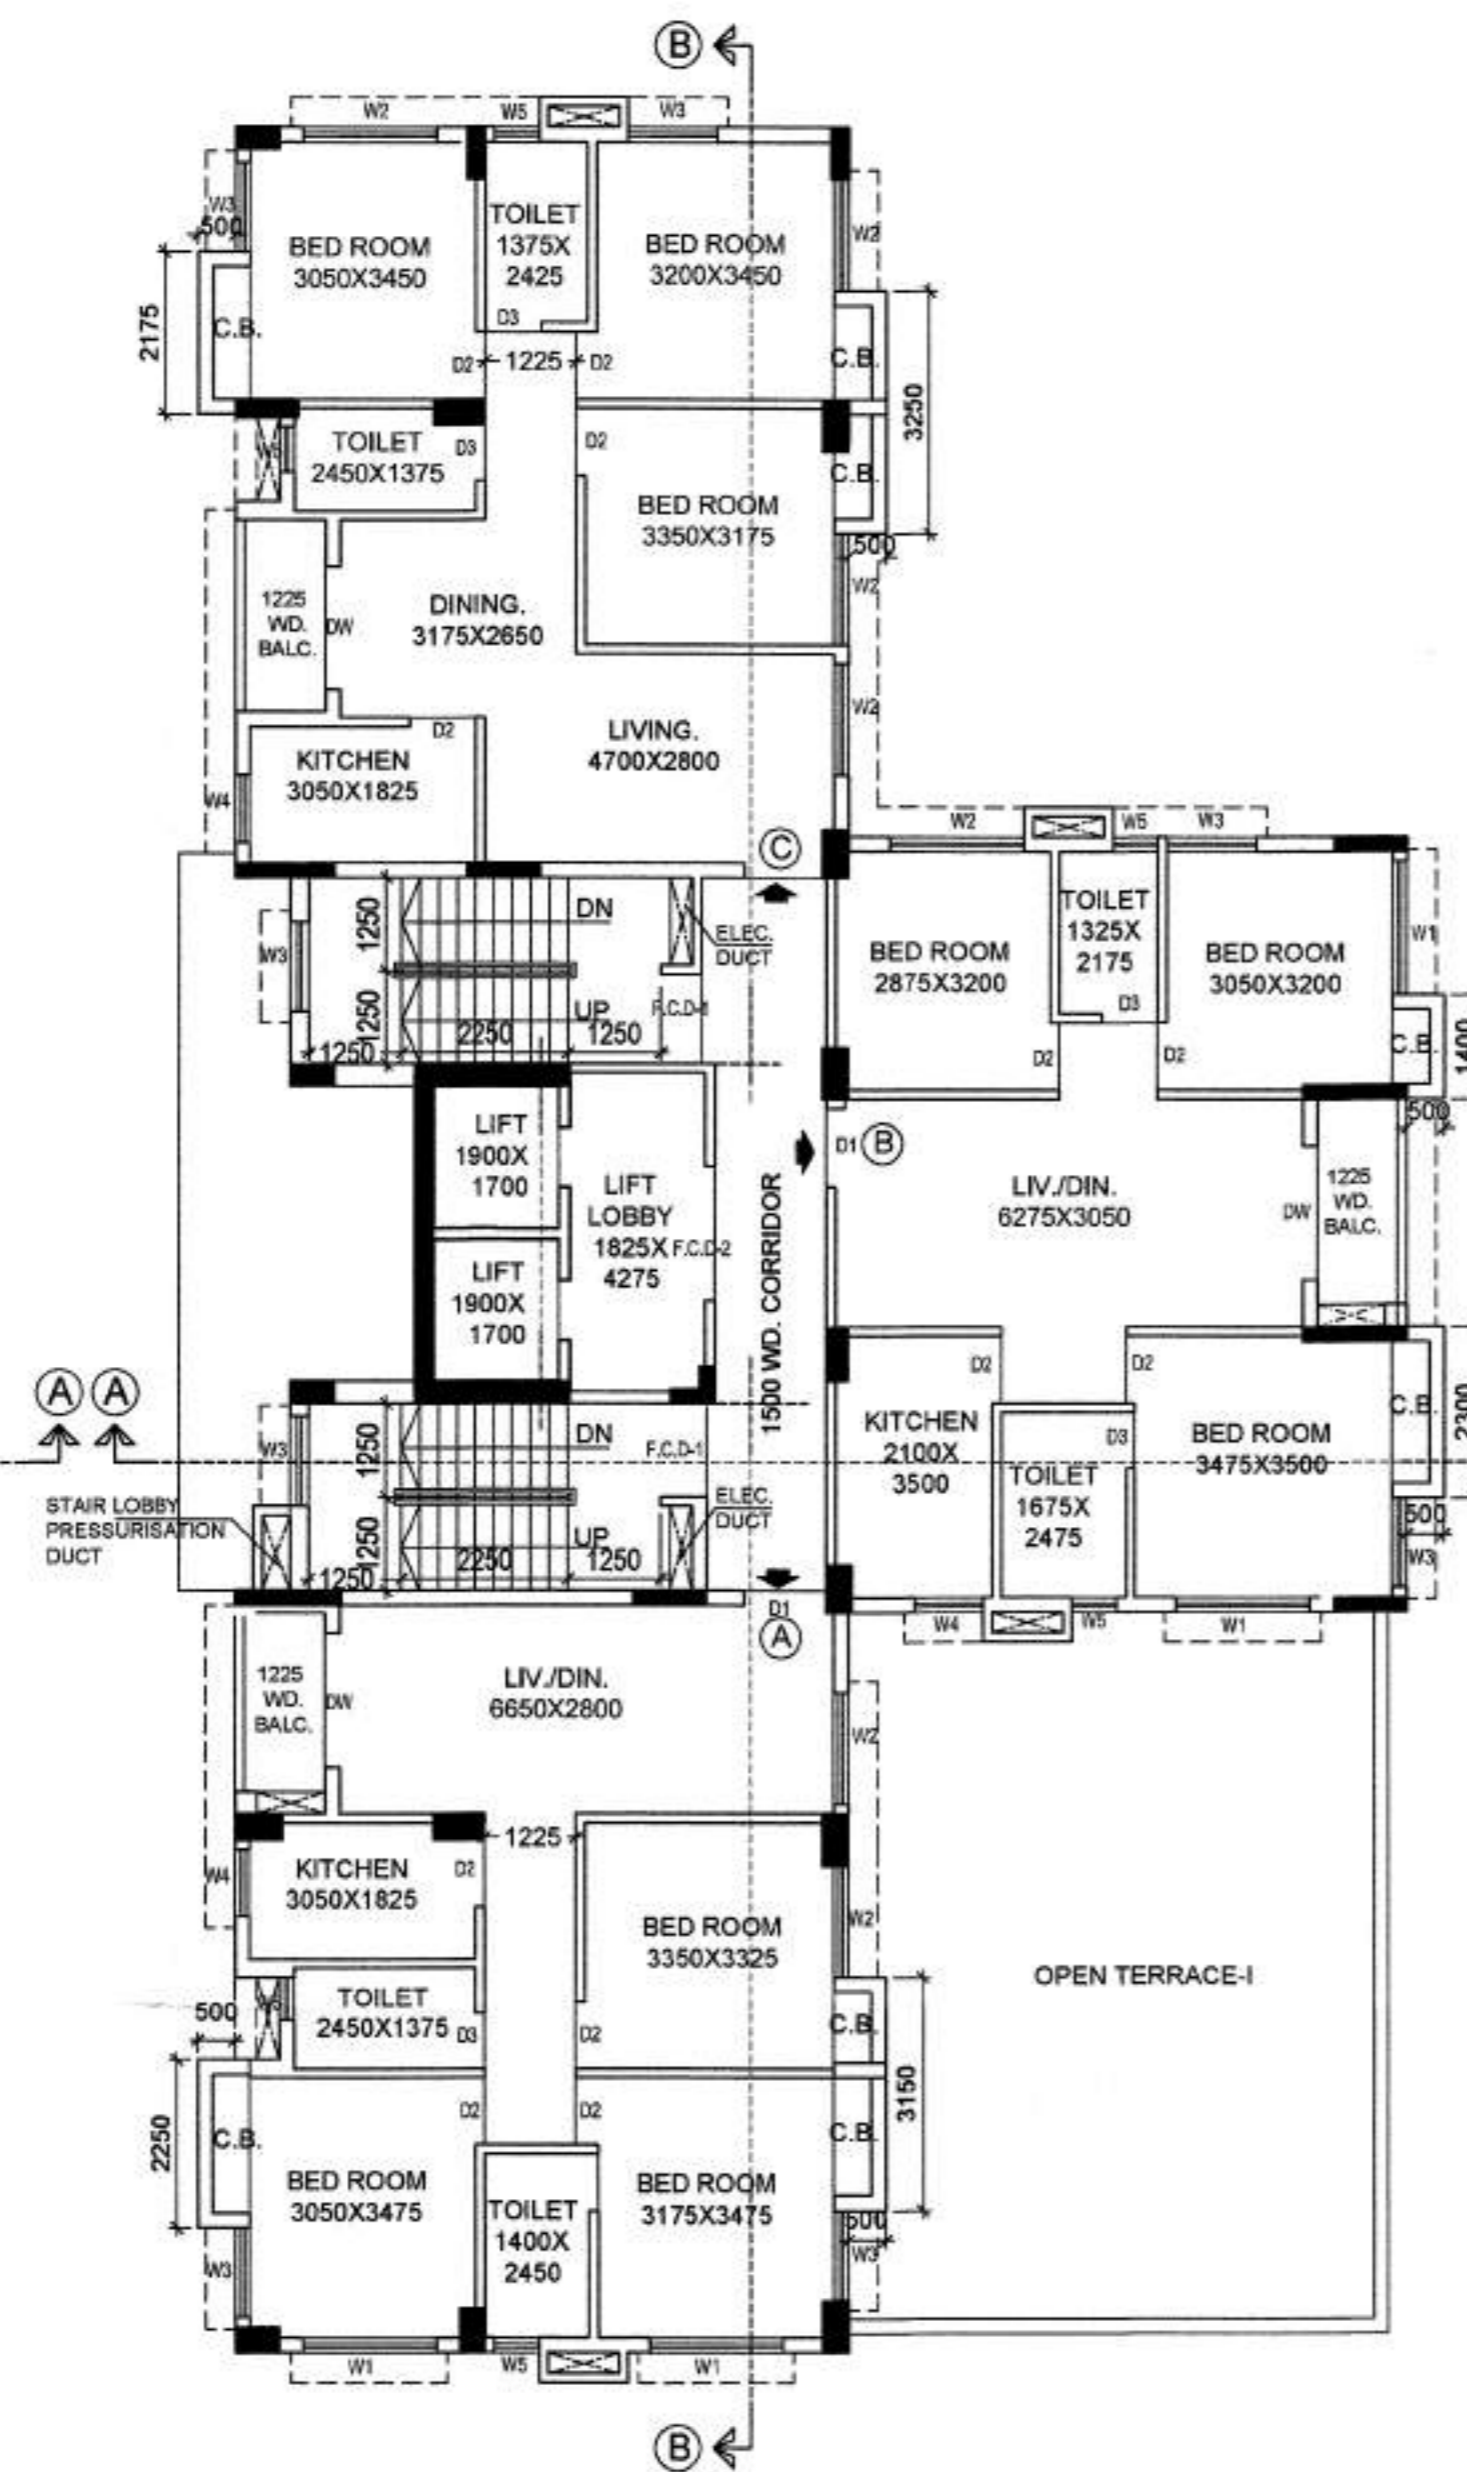 B
W2
W5
W3
W3
500
BED ROOM
3050X3450
TOILET
1375X
2425
BED ROOM
3200X3450
W2
2175
C.B.
D3
D2
1225
D2
C.B.
3250
TOILET
2450X1375
D3
D2
C.B.
BED ROOM
3350X3175
500
W2
1225
WD.
BALC.
DW
DINING.
3175X2650
W2
D2
LIVING.
4700X2800
KITCHEN
3050X1825
W4
C
W2
W5
W3
1250
DN
ELEC.
DUCT
W3
1250
UP
F.C.D-1
1250
2250
1250
BED ROOM
2875X3200
TOILET
1325X
2175
D3
BED ROOM
3050X3200
W1
D2
D2
C.B.
1400
500
LIFT
1900X
1700
LIFT
LOBBY
1825X
4275
F.C.D-2
LIFT
1900X
1700
1500 WD. CORRIDOR
D1
B
LIV./DIN.
6275X3050
DW
1225
WD.
BALC.
A
A
D2
D2
KITCHEN
2100X
3500
D3
TOILET
1675X
2475
BED ROOM
3475X3500
C.B.
2300
500
W3
W3
1250
DN
F.C.D-1
STAIR LOBBY
PRESSURISATION
DUCT
ELEC.
DUCT
1250
UP
1250
2250
1250
D1
A
W4
W5
W1
1225
WD.
BALC.
DW
LIV./DIN.
6650X2800
W2
1225
W4
KITCHEN
3050X1825
D2
BED ROOM
3350X3325
W2
OPEN TERRACE-I
500
TOILET
2450X1375
D3
D2
C.B.
3150
2250
C.B.
D2
D2
C.B.
BED ROOM
3050X3475
TOILET
1400X
2450
BED ROOM
3175X3475
500
W3
W3
W1
W5
W1
B